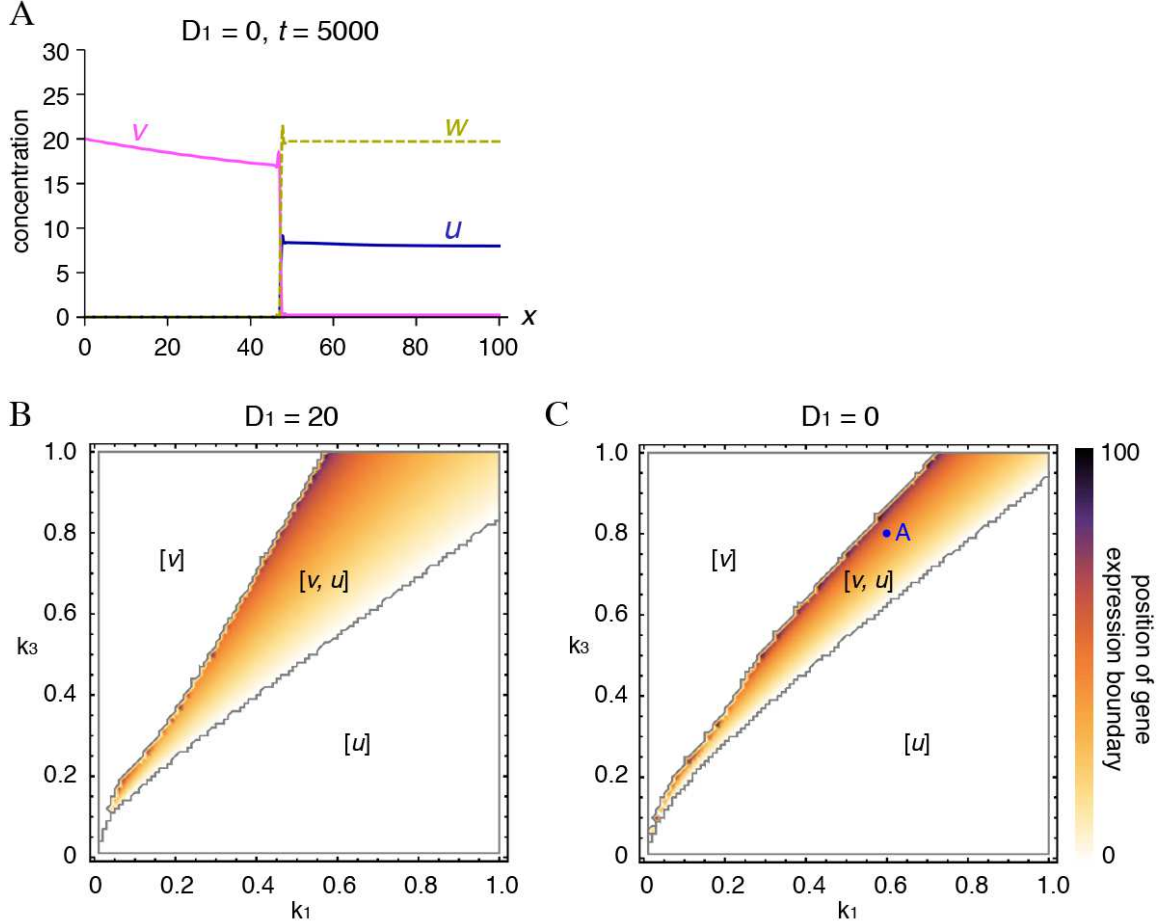 A
D1 = 0, t = 5000
30
25
20
15
10
5
0
concentration
v
w
u
0 20 40 60 80 100
x
B
D1 = 20
1.0
0.8
0.6
0.4
0.2
0
k3
[v]
[v, u]
[u]
0 0.2 0.4 0.6 0.8 1.0
k1
C
D1 = 0
1.0
0.8
0.6
0.4
0.2
0
k3
[v]
A
[v, u]
[u]
0 0.2 0.4 0.6 0.8 1.0
k1
100
0
position of gene
expression boundary